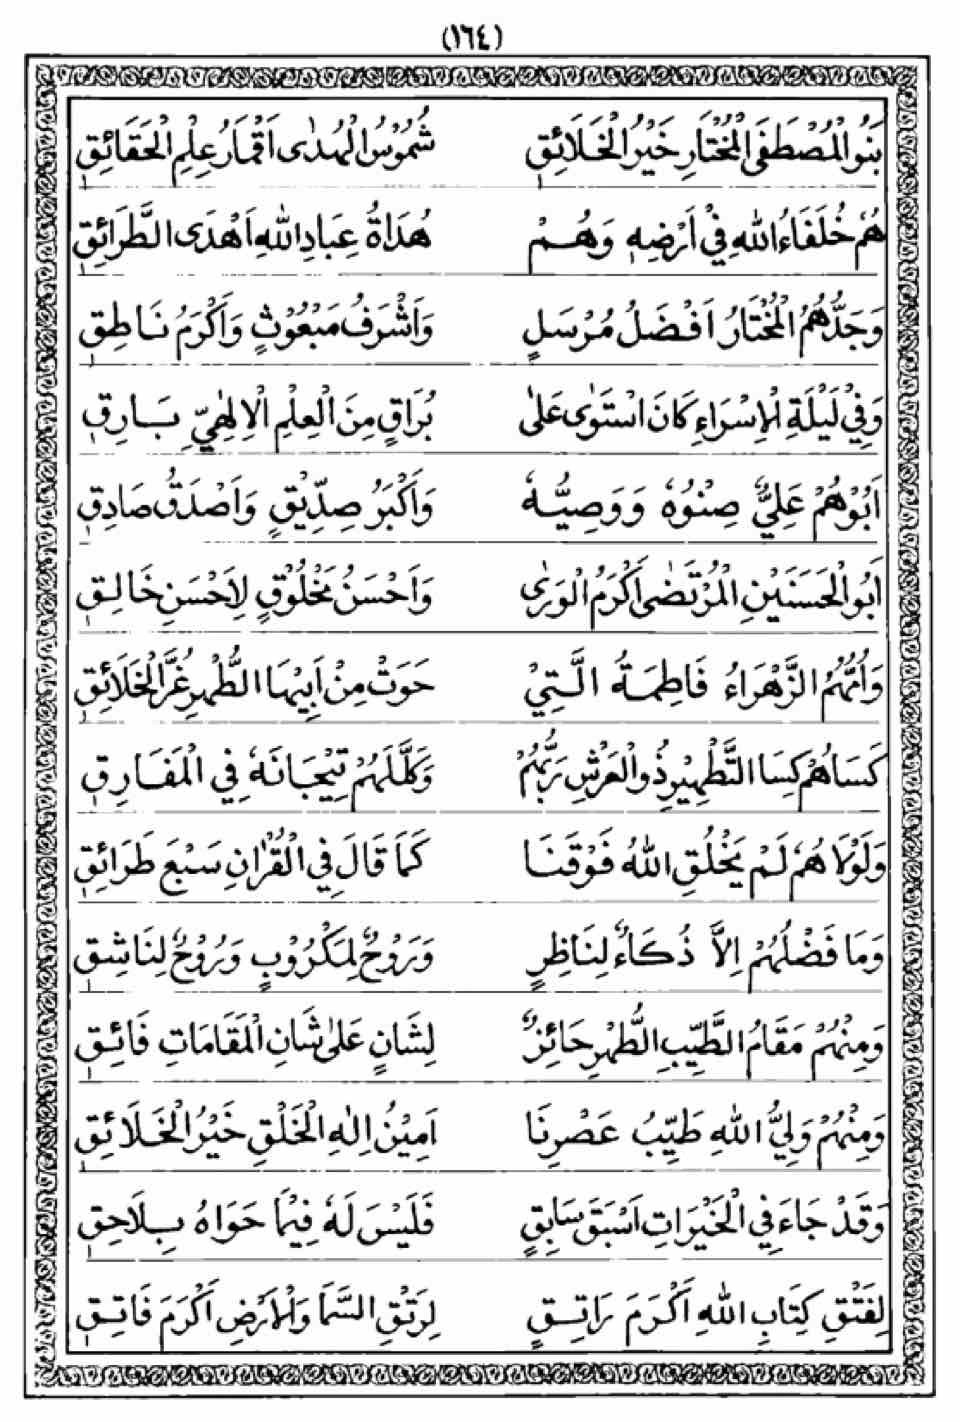 (١٦٤)
بَنُو الْمُصْطَفَى الْمُخْتَارِ خَيْرُ الْخَلَائِقِ شُمُوْسُ الْهُدٰى اَقْمَارُ عِلْمِ الْحَقَائِقِ
هُمْ خُلَفَاءُ اللهِ فِيْ اَرْضِهٖ وَهُمْ هُدَاةُ عِبَادِ اللهِ اَهْدَى الطَّرَائِقِ
وَجَدُّهُمُ الْمُخْتَارُ اَفْضَلُ مُرْسَلٍ وَاَشْرَفُ مَبْعُوْثٍ وَاَكْرَمُ نَاطِقِ
وَفِيْ لَيْلَةِ الْاِسْرَاءِ كَانَ اسْتَوٰى عَلٰى بُرَاقٍ مِنَ الْعِلْمِ الْاِلٰهِيِّ بَارِقِ
اَبُوْهُمْ عَلِيٌّ صِنْوُهٗ وَوَصِيُّهٗ وَاَكْبَرُ صِدِّيْقٍ وَاَصْدَقُ صَادِقِ
اَبُو الْحَسَنَيْنِ الْمُرْتَضٰى اَكْرَمُ الْوَرٰى وَاَحْسَنُ مَخْلُوْقٍ لِاَحْسَنِ خَالِقِ
وَاُمُّهُمُ الزَّهْرَاءُ فَاطِمَةُ الَّتِيْ حَوَتْ مِنْ اَبِيْهَا الطُّهْرِ غُرَّ الْخَلَائِقِ
كَسَاهُمْ كِسَا التَّطْهِيْرِ ذُو الْعَرْشِ رَبُّهُمْ وَكَلَّلَهُمْ تِيْجَانَهٗ فِي الْمَفَارِقِ
وَلَوْلَا هُمْ لَمْ يَخْلُقِ اللهُ فَوْقَنَا كَمَا قَالَ فِي الْقُرْاٰنِ سَبْعَ طَرَائِقِ
وَمَا فَضْلُهُمْ اِلَّا ذُكَاءٌ لِنَاظِرٍ وَرَوْحٌ لِمَكْرُوْبٍ وَرُوْحٌ لِنَاشِقِ
وَمِنْهُمْ مَقَامُ الطَّيِّبِ الطُّهْرِ حَائِزٌ لِشَانٍ عَلٰى شَانِ الْمَقَامَاتِ فَائِقِ
وَمِنْهُمْ وَلِيُّ اللهِ طَيِّبُ عَصْرِنَا اَمِيْنُ اِلٰهِ الْخَلْقِ خَيْرُ الْخَلَائِقِ
وَقَدْ جَاءَ فِي الْخَيْرَاتِ اَسْبَقَ سَابِقٍ فَلَيْسَ لَهٗ فِيْمَا حَوَاهُ بِلَاحِقِ
لِفَتْقِ كِتَابِ اللهِ اَكْرَمَ رَاتِقٍ لِرَتْقِ السَّمَا وَالْاَرْضِ اَكْرَمَ فَاتِقِ